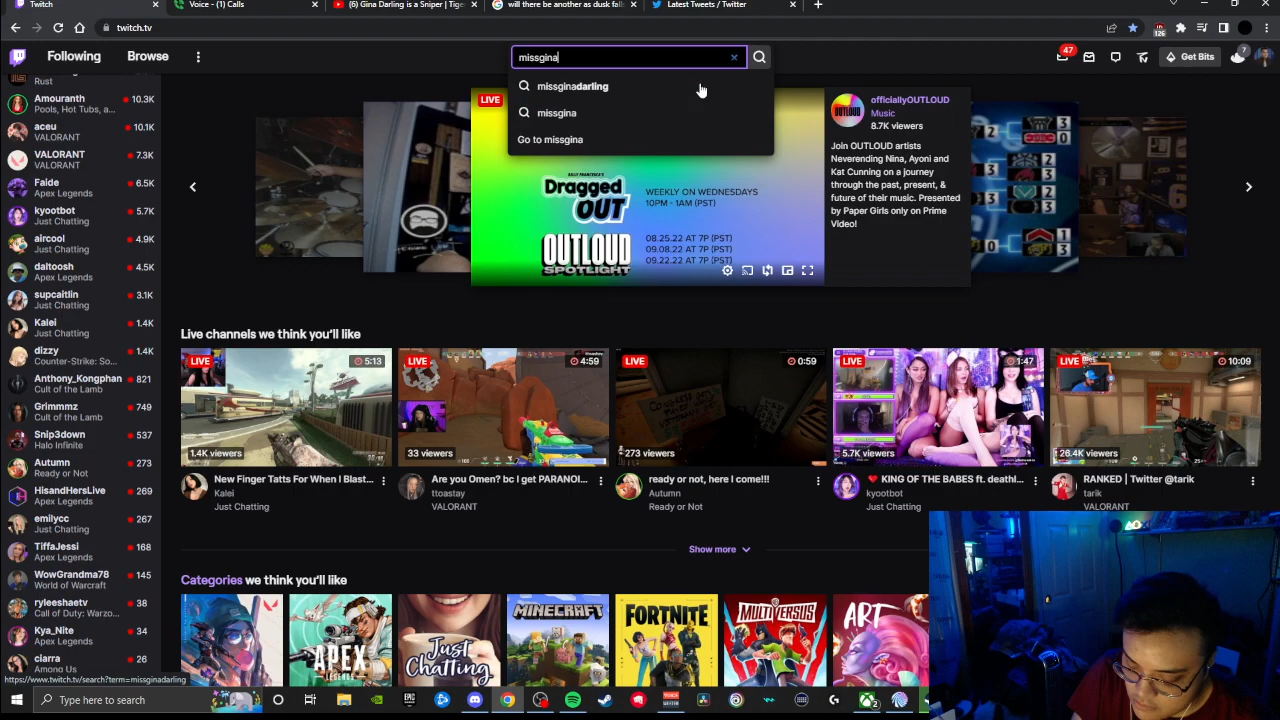 Twitch
Voice - (1) Calls
(6) Gina Darling is a Sniper | Tige
will there be another as dusk fall
Latest Tweets / Twitter
twitch.tv
126
Following
Browse
missgina
47
Get Bits
7
missginadarling
missgina
Go to missgina
Rust
Amouranth 10.3K
Pools, Hot Tubs, a...
aceu 10.1K
VALORANT
VALORANT 7.3K
VALORANT
Faide 6.5K
Apex Legends
kyootbot 5.7K
Just Chatting
aircool 4.9K
Just Chatting
daltoosh 4.5K
Apex Legends
supcaitlin 3.1K
Just Chatting
Kalei 1.4K
Just Chatting
dizzy 1.4K
Counter-Strike: So...
Anthony_Kongphan 821
Cult of the Lamb
Grimmmz 749
Cult of the Lamb
Snip3down 537
Halo Infinite
Autumn 273
Ready or Not
HisandHersLive 269
Apex Legends
emilycc 267
Just Chatting
TiffaJessi 168
Apex Legends
WowGrandma78 145
World of Warcraft
ryleeshaetv 38
Call of Duty: Warzo...
Kya_Nite 34
Apex Legends
ciarra 26
Among Us
LIVE
Dragged
OUT
WEEKLY ON WEDNESDAYS
10PM - 1AM (PST)
OUTLOUD
SPOTLIGHT
08.25.22 AT 7P (PST)
09.08.22 AT 7P (PST)
09.22.22 AT 7P (PST)
officiallyOUTLOUD
Music
8.7K viewers
Join OUTLOUD artists
Neverending Nina, Ayoni and
Kat Cunning on a journey
through the past, present, &
future of their music. Presented
by Paper Girls only on Prime
Video!
Live channels we think you'll like
LIVE 5:13
1.4K viewers
New Finger Tatts For When I Blast...
Kalei
Just Chatting
LIVE 4:59
33 viewers
Are you Omen? bc I get PARANOI...
ttoastay
VALORANT
LIVE 0:59
273 viewers
ready or not, here I come!!!
Autumn
Ready or Not
LIVE 1:47
5.7K viewers
KING OF THE BABES ft. deathl...
kyootbot
Just Chatting
LIVE 10:09
26.4K viewers
RANKED | Twitter @tarik
tarik
VALORANT
Show more
Categories we think you'll like
APEX
Just
Chatting
MINECRAFT
FORTNITE
MULTIVERSUS
ART
https://www.twitch.tv/search?term=missginadarling
Type here to search